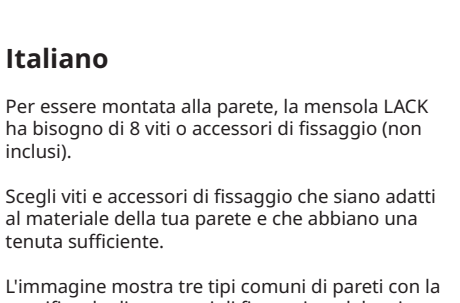 Italiano
Per essere montata alla parete, la mensola LACK
ha bisogno di 8 viti o accessori di fissaggio (non
inclusi).
Scegli viti e accessori di fissaggio che siano adatti
al materiale della tua parete e che abbiano una
tenuta sufficiente.
L'immagine mostra tre tipi comuni di pareti con la